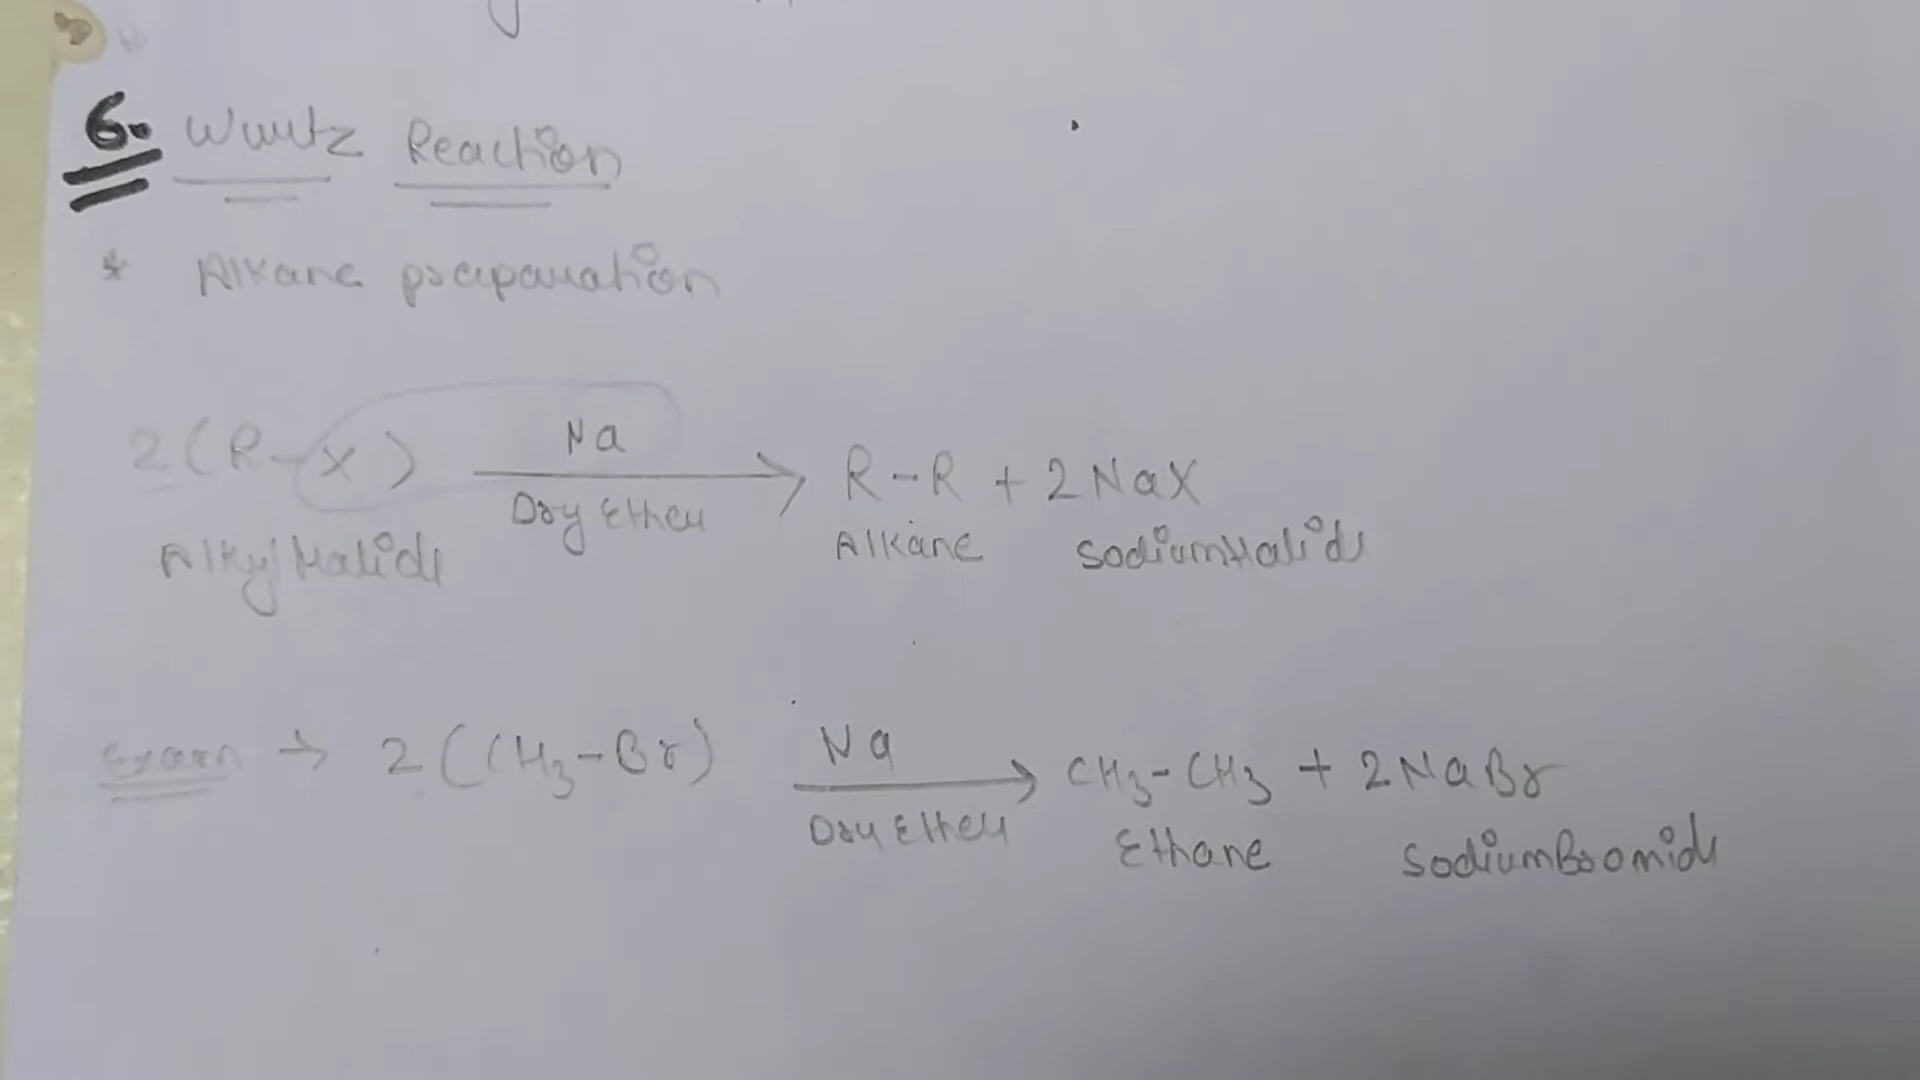 6. Wurtz Reaction
* Alkane preparation
2(R-X) Na Dry Ether → R-R + 2NaX
Alkyl Halide Alkane Sodium Halide
Exam → 2(CH3-Br) Na Dry Ether → CH3-CH3 + 2NaBr
Ethane Sodium Bromide